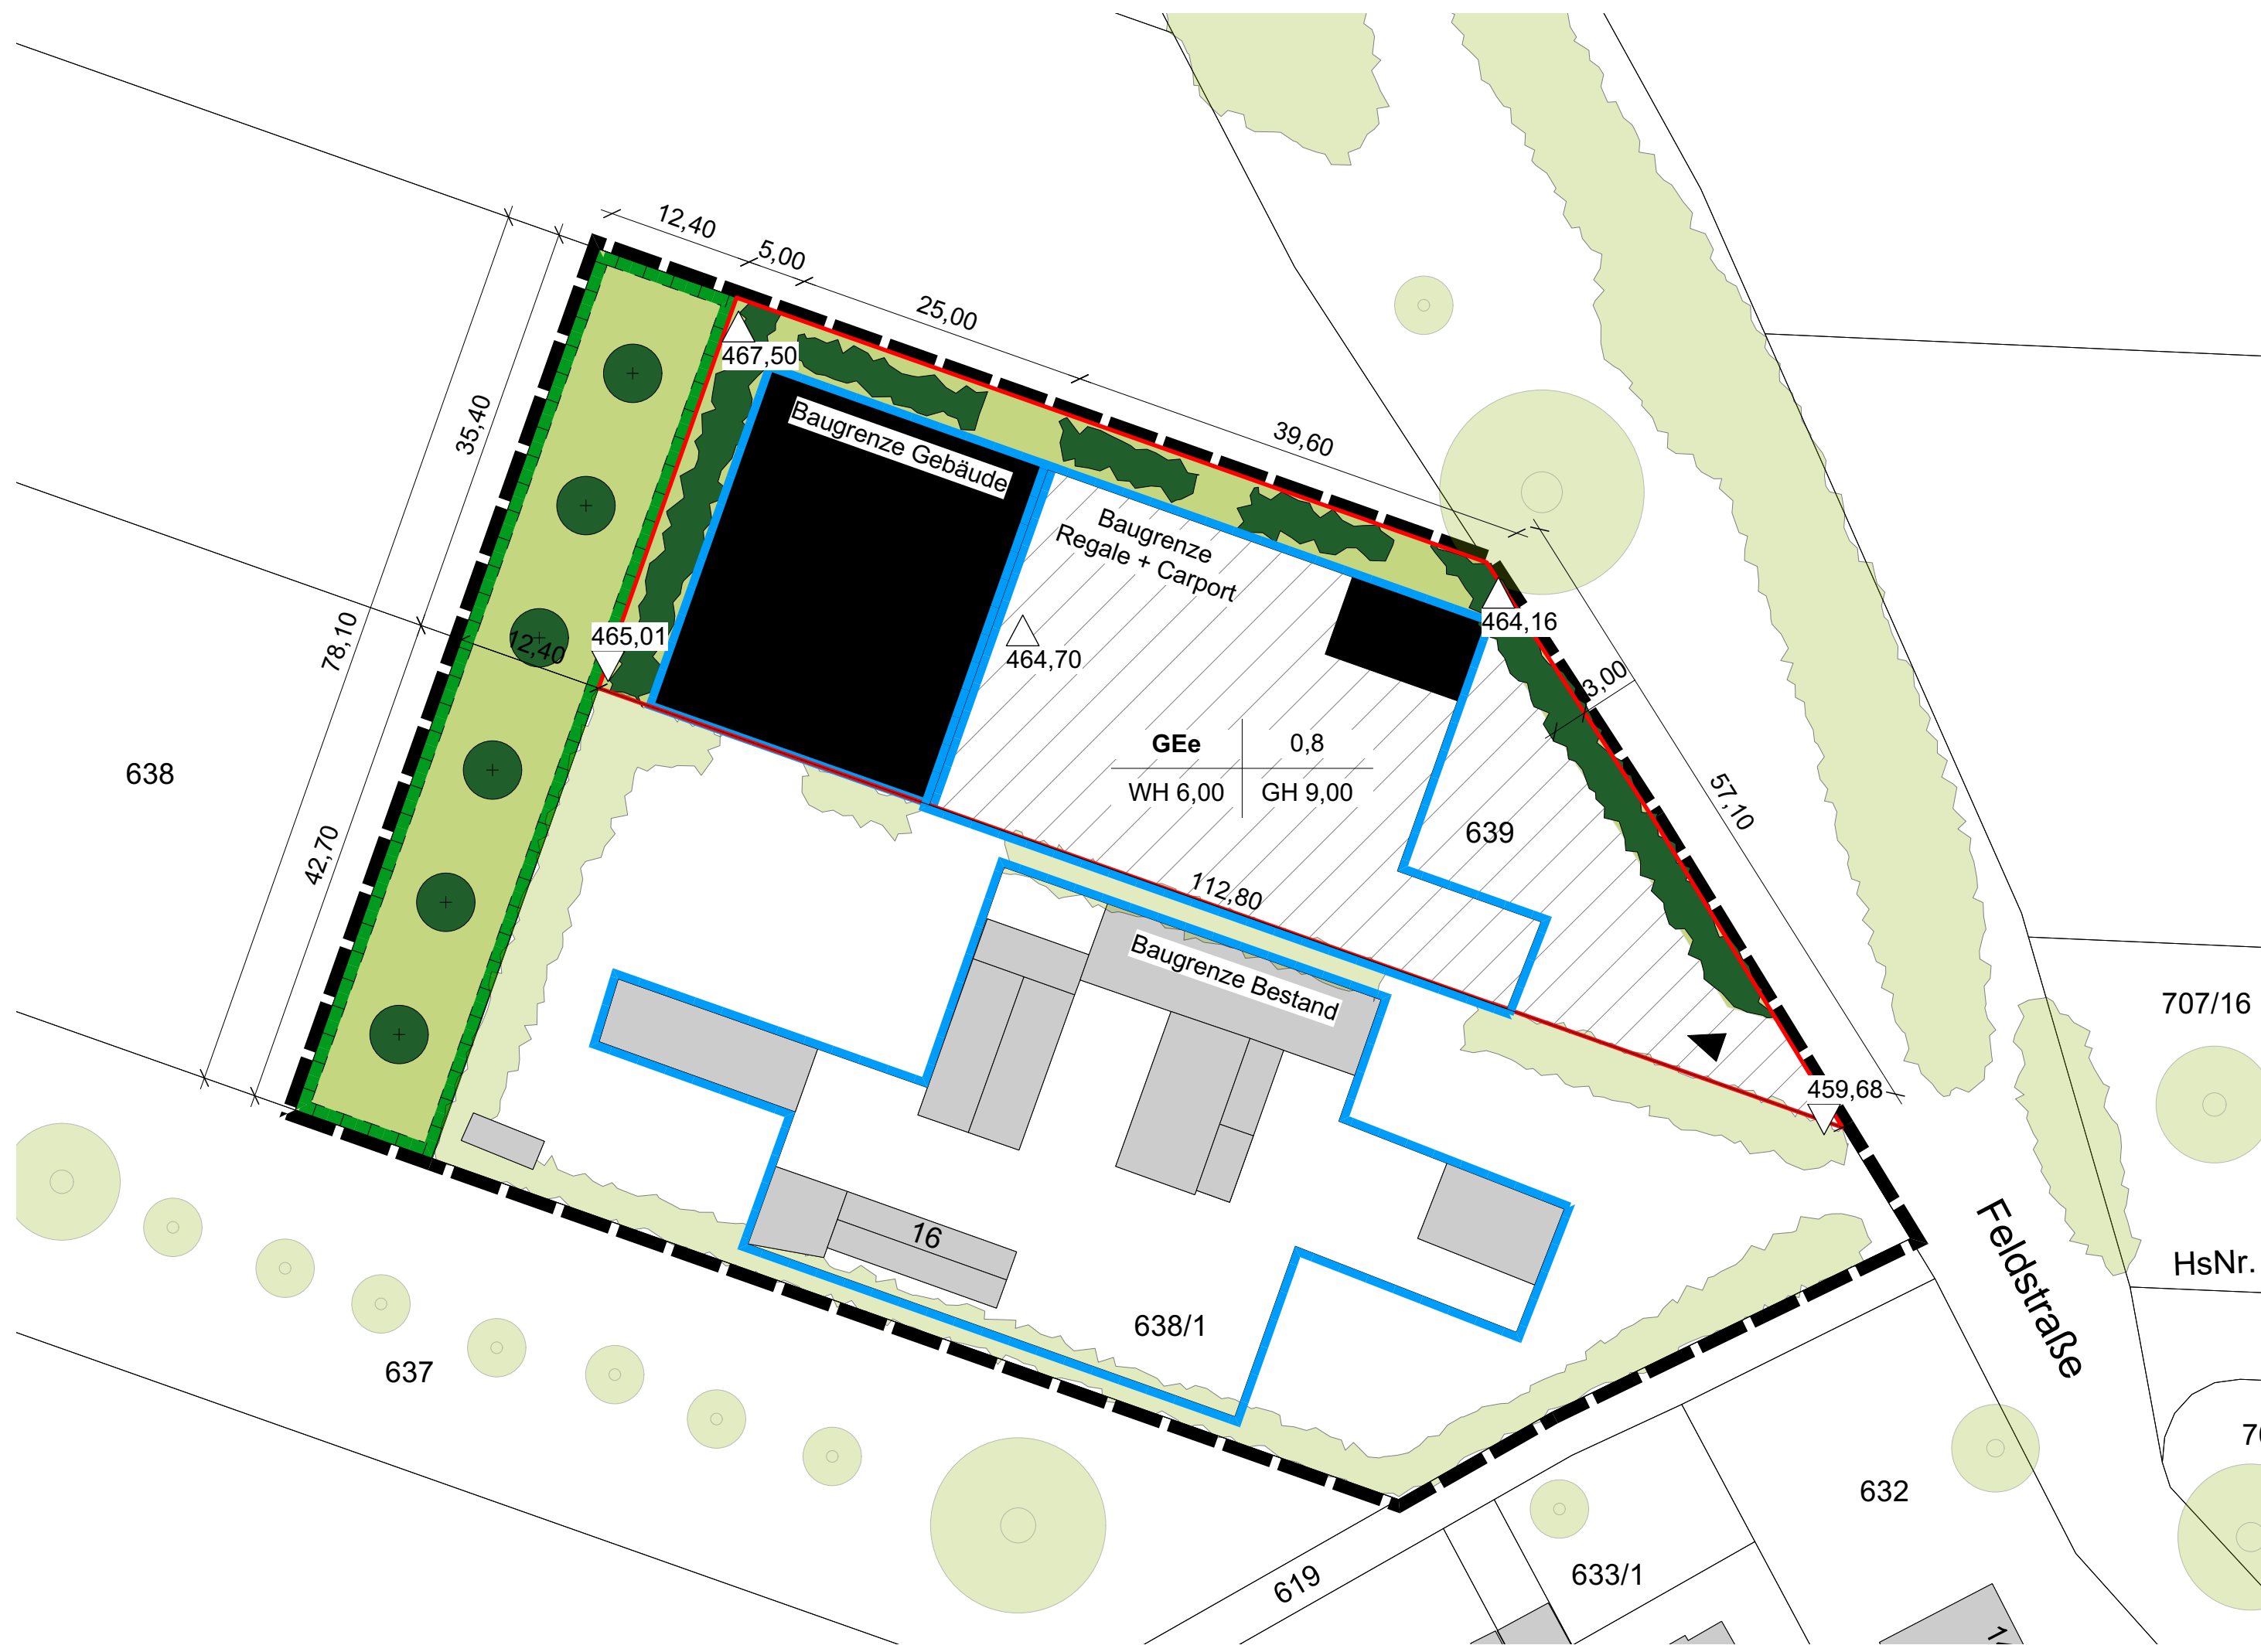 12,40
5,00
25,00
39,60
35,40
467,50
Baugrenze Gebäude
Baugrenze
Regale + Carport
78,10
12,40
465,01
464,70
464,16
3,00
57,10
638
GEe
0,8
WH 6,00
GH 9,00
639
42,70
112,80
Baugrenze Bestand
707/16
459,68
16
638/1
637
Feldstraße
HsNr.
632
633/1
619